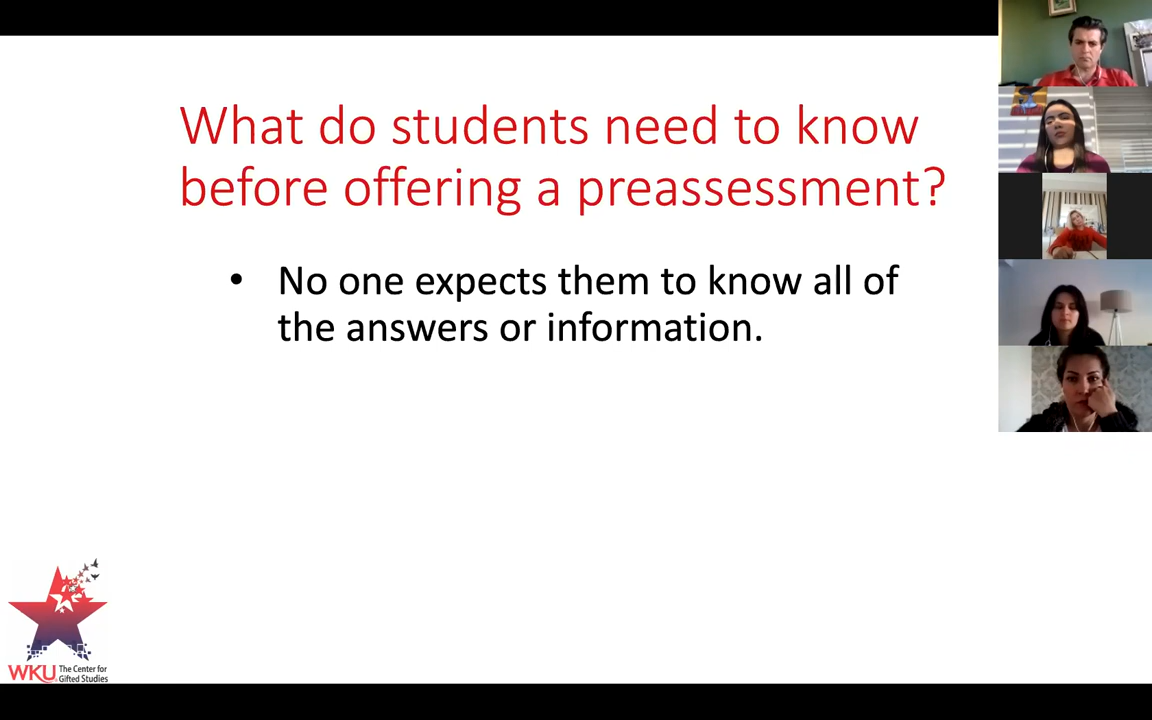 What do students need to know
before offering a preassessment?
• No one expects them to know all of
the answers or information.
WKU The Center for
Gifted Studies